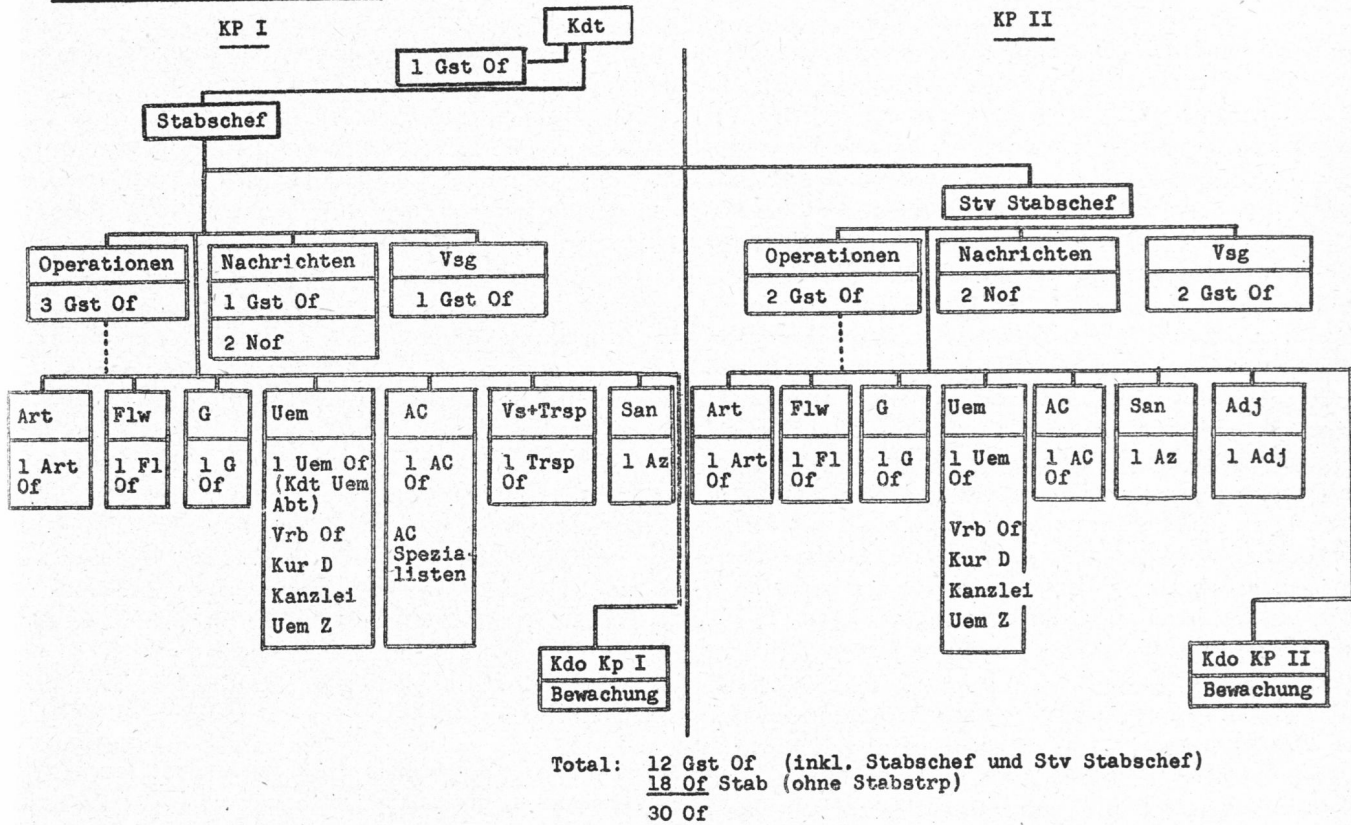 KP I
Kdt
KP II
1 Gst Of
Stabschef
Stv Stabschef
Operationen
3 Gst Of
Nachrichten
1 Gst Of
2 Nof
Vsg
1 Gst Of
Operationen
2 Gst Of
Nachrichten
2 Nof
Vsg
2 Gst Of
Art
1 Art
Of
Flw
1 Fl
Of
G
1 G
Of
Uem
1 Uem Of
(Kdt Uem
Abt)
Vrb Of
Kur D
Kanzlei
Uem Z
AC
1 AC
Of
AC
Spezia-
listen
Vs+Trsp
1 Trsp
Of
San
1 Az
Art
1 Art
Of
Flw
1 Fl
Of
G
1 G
Of
Uem
1 Uem
Of
Vrb Of
Kur D
Kanzlei
Uem Z
AC
1 AC
Of
San
1 Az
Adj
1 Adj
Kdo Kp I
Bewachung
Kdo KP II
Bewachung
Total: 12 Gst Of (inkl. Stabschef und Stv Stabschef)
18 Of Stab (ohne Stabstrp)
30 Of